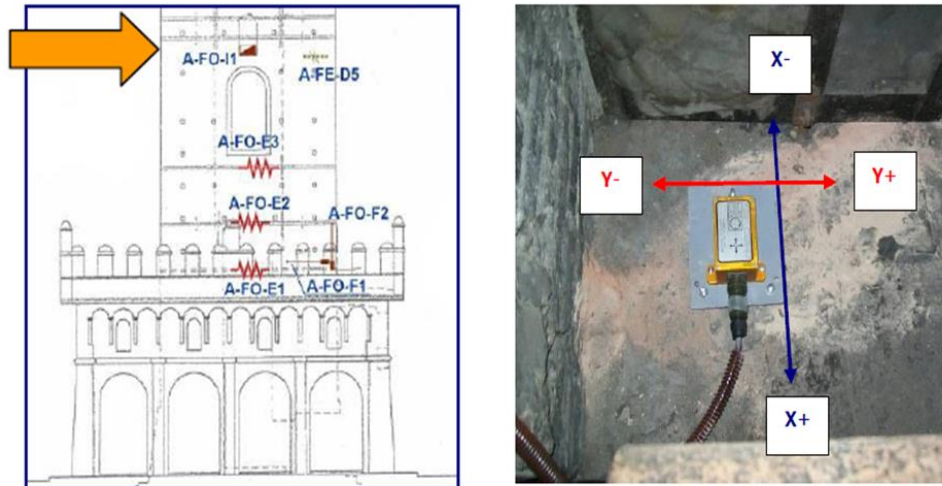 A-FO-I1
A-FE-D5
A-FO-E3
A-FO-E2
A-FO-F2
A-FO-E1
A-FO-F1
X-
Y-
Y+
X+